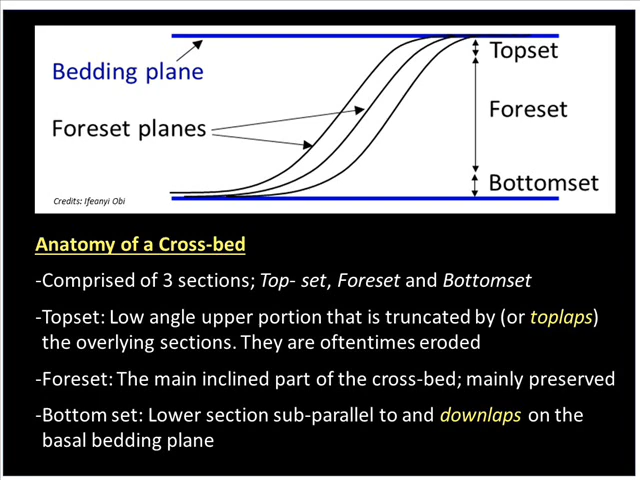 Bedding plane
Topset
Foreset planes
Foreset
Bottomset
Credits: Ifeanyi Obi
Anatomy of a Cross-bed
-Comprised of 3 sections; Top- set, Foreset and Bottomset
-Topset: Low angle upper portion that is truncated by (or toplaps)
the overlying sections. They are oftentimes eroded
-Foreset: The main inclined part of the cross-bed; mainly preserved
-Bottom set: Lower section sub-parallel to and downlaps on the
basal bedding plane